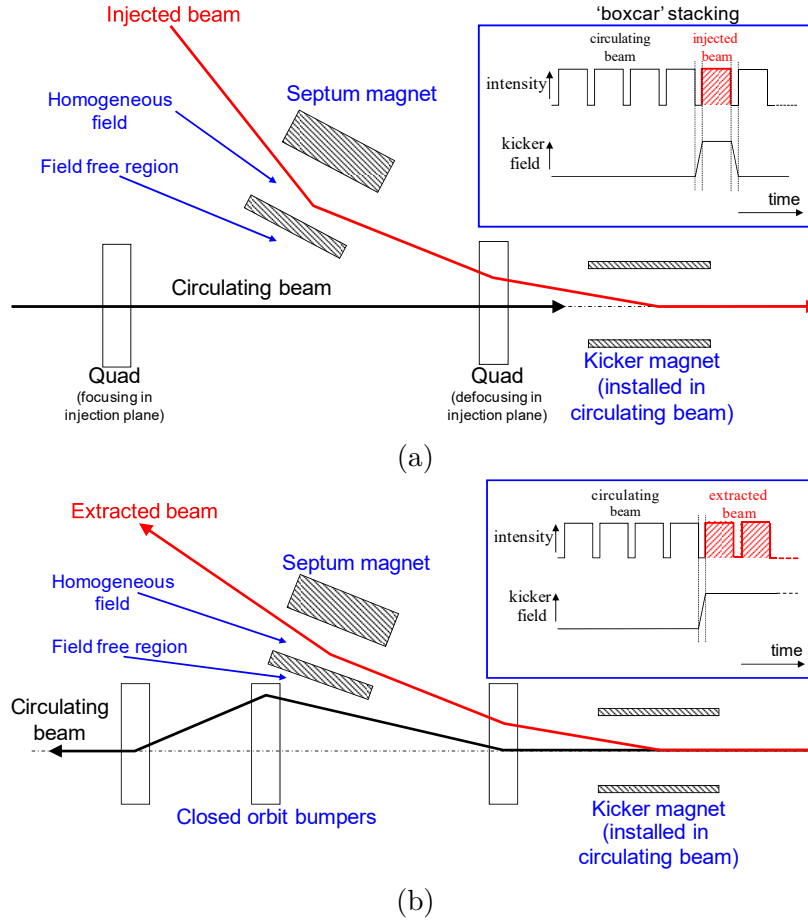 Injected beam
'boxcar' stacking
circulating
beam
injected
beam
intensity
kicker
field
time
Homogeneous
field
Septum magnet
Field free region
Circulating beam
Quad
(focusing in
injection plane)
Quad
(defocusing in
injection plane)
Kicker magnet
(installed in
circulating beam)
(a)
Extracted beam
circulating
beam
extracted
beam
intensity
kicker
field
time
Septum magnet
Homogeneous
field
Field free region
Circulating
beam
Closed orbit bumpers
Kicker magnet
(installed in
circulating beam)
(b)